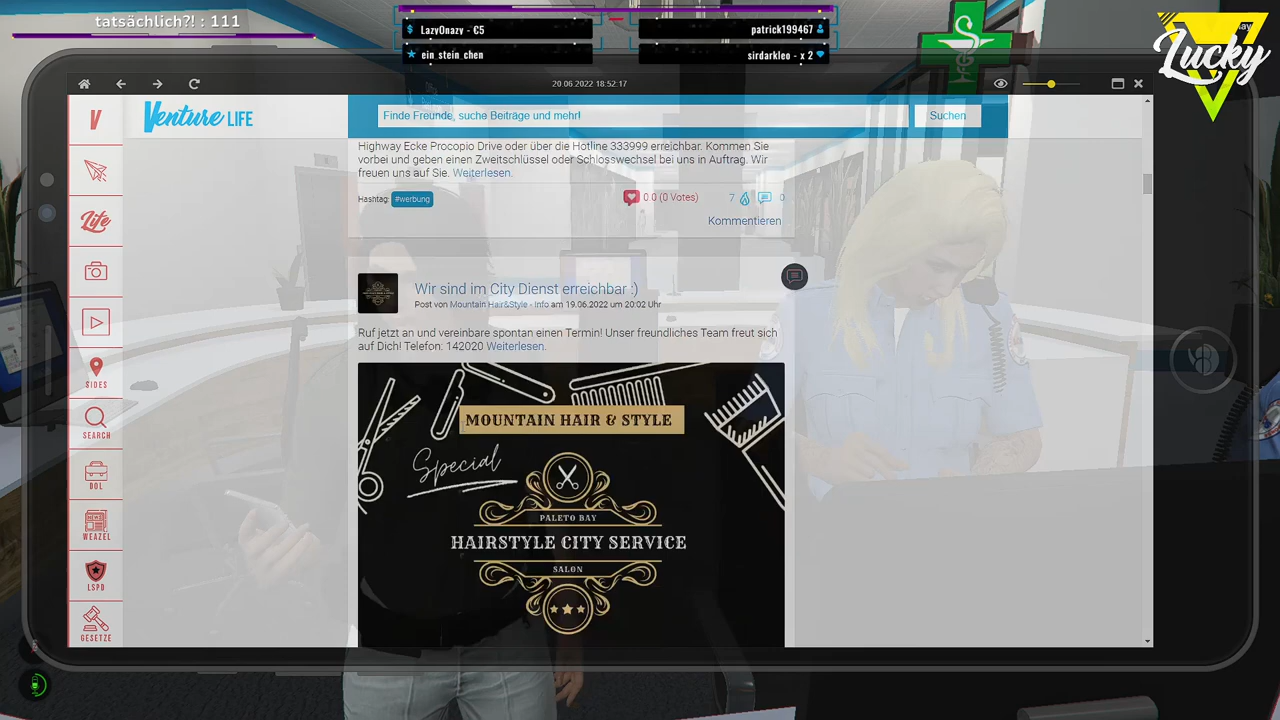 tatsächlich?! : 111
LazyOnazy - €5
patrick199467
ein_stein_chen
sirdarkleo - x 2
Lucky
20 06 2022 18:52:17
Venture LIFE
Finde Freunde, suche Beiträge und mehr!
Suchen
Highway Ecke Procopio Drive oder über die Hotline 333999 erreichbar. Kommen Sie
vorbei und geben einen Zweitschlüssel oder Schlosswechsel bei uns in Auftrag. Wir
freuen uns auf Sie. Weiterlesen.
Hashtag: #werbung
0.0 (0 Votes)
7
0
Kommentieren
Wir sind im City Dienst erreichbar :)
Post von Mountain Hair&Style - Info am 19.06.2022 um 20:02 Uhr
Ruf jetzt an und vereinbare spontan einen Termin! Unser freundliches Team freut sich
auf Dich! Telefon: 142020 Weiterlesen.
MOUNTAIN HAIR & STYLE
Special
PALETO BAY
HAIRSTYLE CITY SERVICE
SALON
V
Life
SIDES
SEARCH
DOL
WEAZEL
LSPD
GESETZE